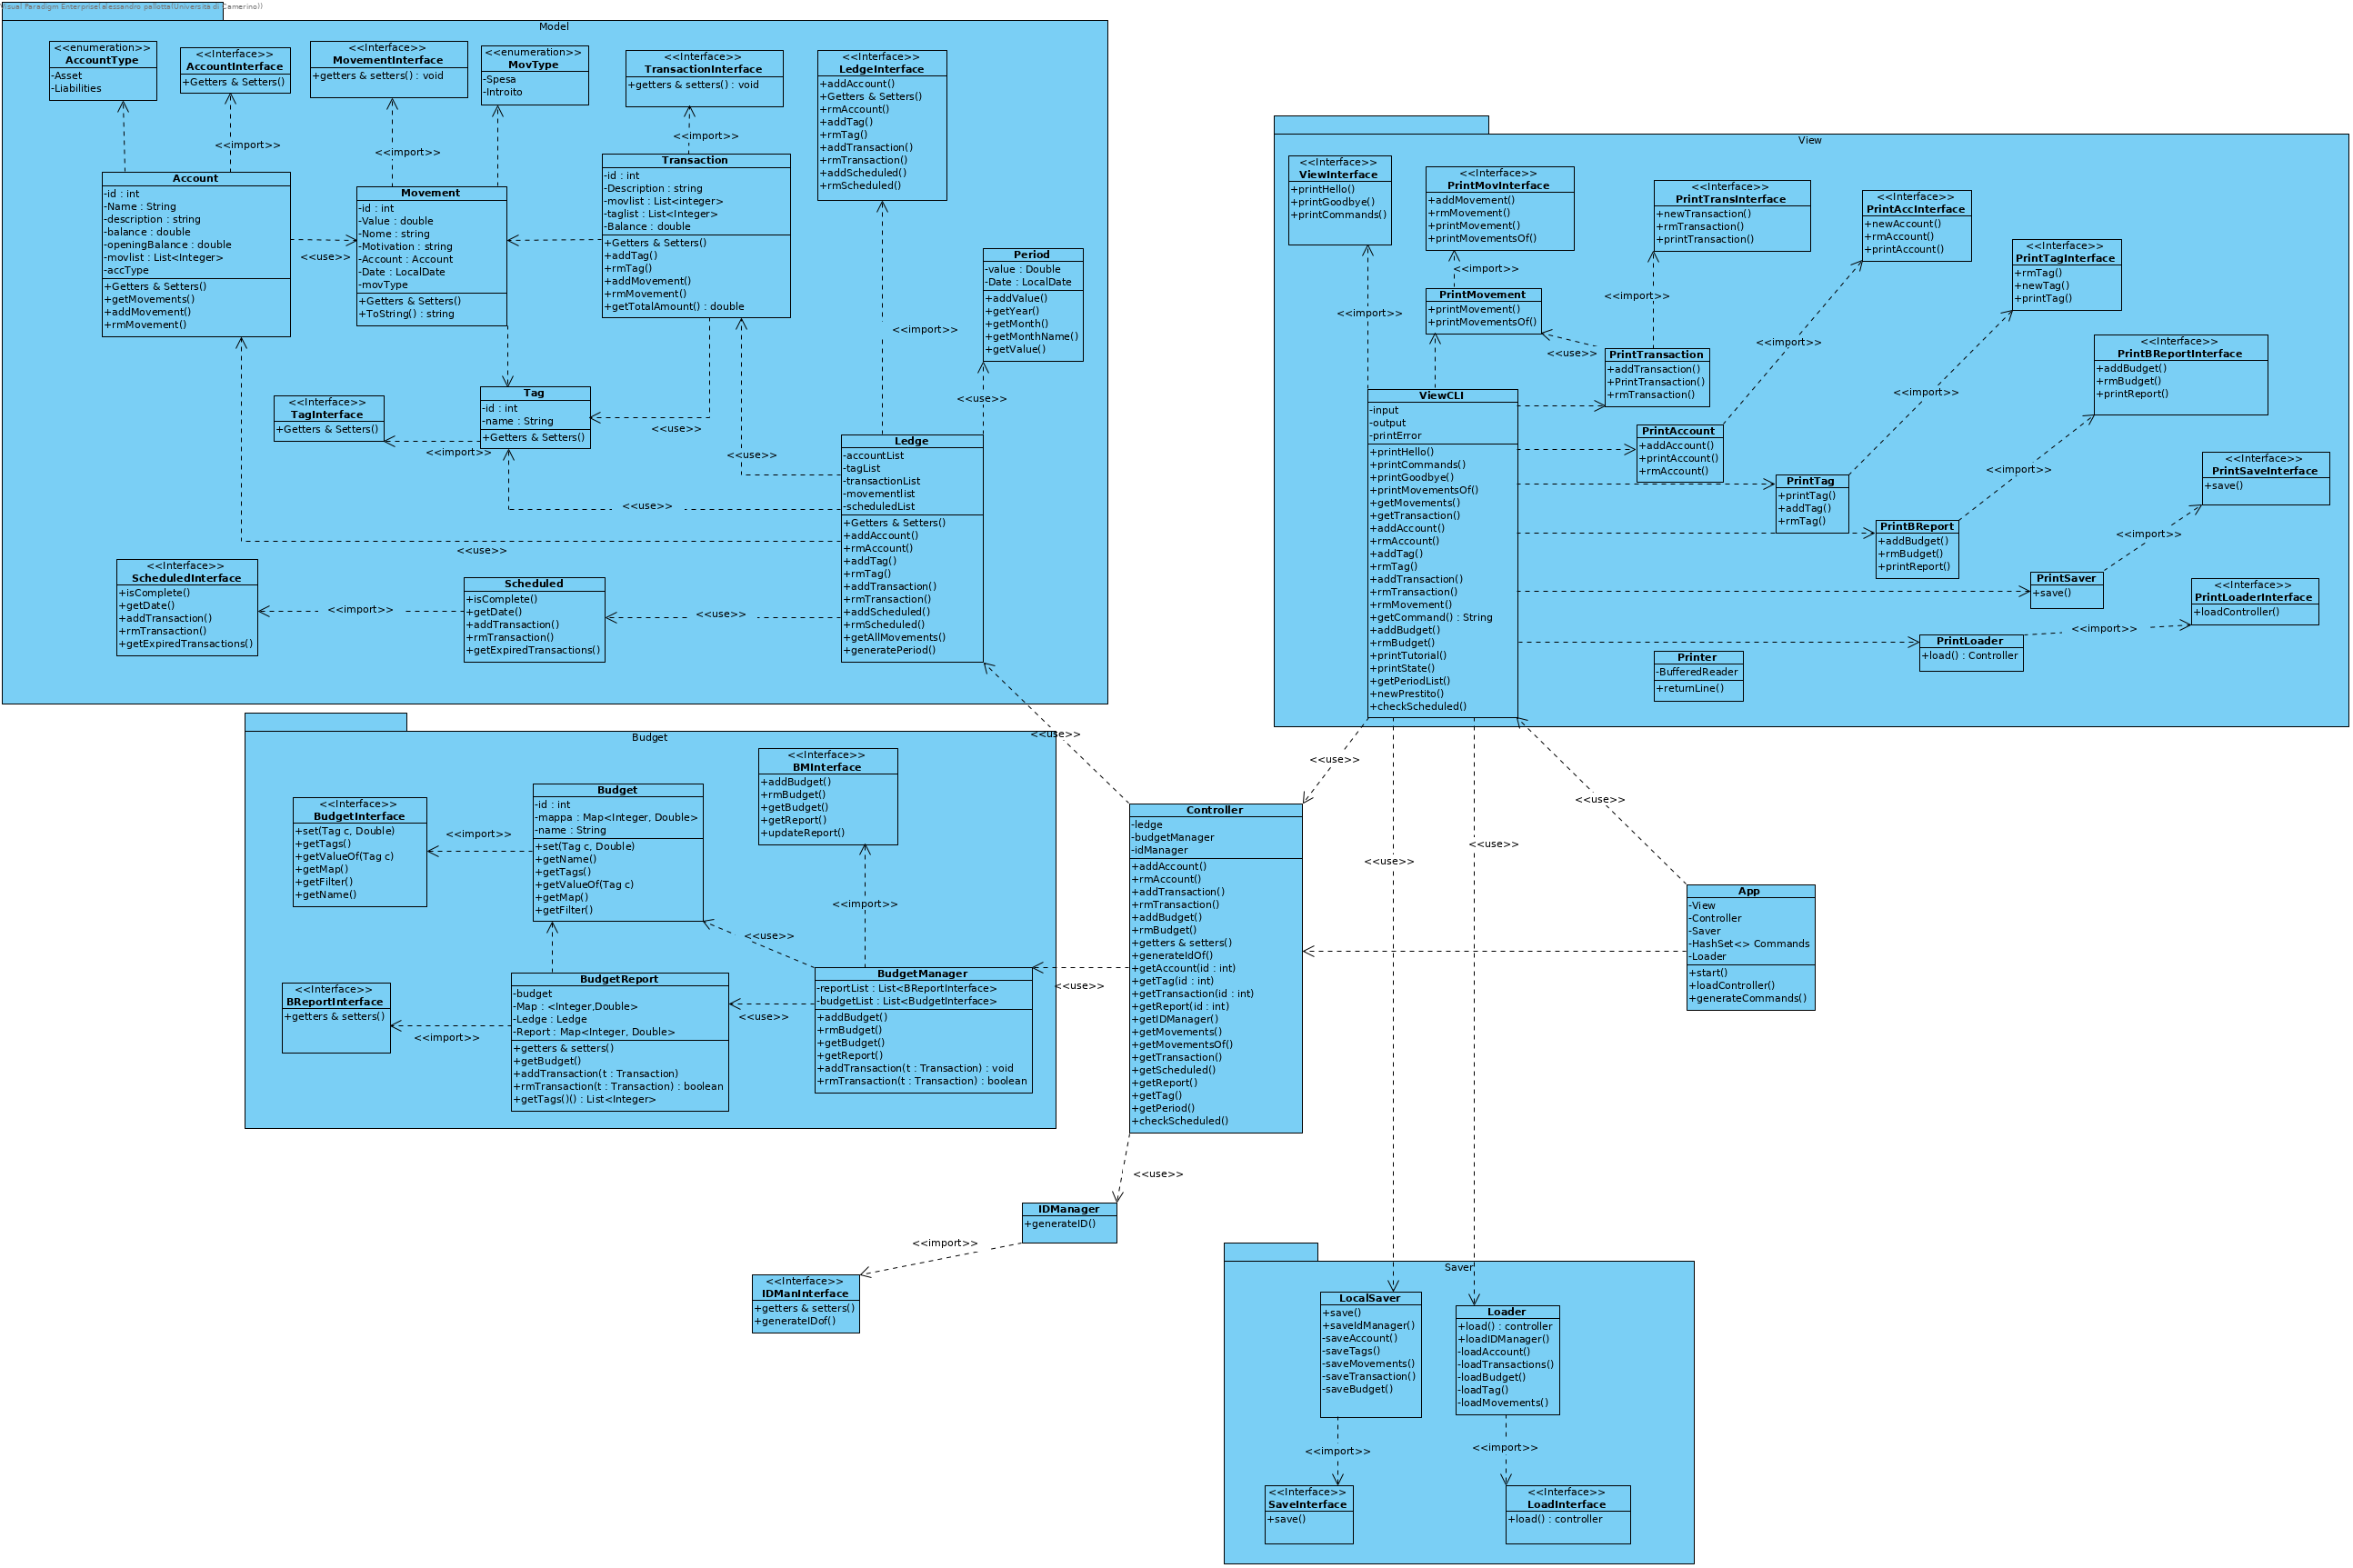 Visual Paradigm Enterprise(alessandro pallotta(Universita di Camerino))
Model
<<enumeration>>
AccountType
-Asset
-Liabilities
<<Interface>>
AccountInterface
+Getters & Setters()
<<Interface>>
MovementInterface
+getters & setters() : void
<<enumeration>>
MovType
-Spesa
-Introito
<<Interface>>
TransactionInterface
+getters & setters() : void
<<Interface>>
LedgeInterface
+addAccount()
+Getters & Setters()
+rmAccount()
+addTag()
+rmTag()
+addTransaction()
+rmTransaction()
+addScheduled()
+rmScheduled()
<<import>>
<<import>>
<<import>>
Account
-id : int
-Name : String
-description : string
-balance : double
-openingBalance : double
-movlist : List<Integer>
-accType
+Getters & Setters()
+getMovements()
+addMovement()
+rmMovement()
<<use>>
Movement
-id : int
-Value : double
-Nome : string
-Motivation : string
-Account : Account
-Date : LocalDate
-movType
+Getters & Setters()
+ToString() : string
Transaction
-id : int
-Description : string
-movlist : List<integer>
-taglist : List<Integer>
-Balance : double
+Getters & Setters()
+addTag()
+rmTag()
+addMovement()
+rmMovement()
+getTotalAmount() : double
<<import>>
Period
-value : Double
-Date : LocalDate
+addValue()
+getYear()
+getMonth()
+getMonthName()
+getValue()
<<use>>
<<Interface>>
TagInterface
+Getters & Setters()
<<import>>
Tag
-id : int
-name : String
+Getters & Setters()
<<use>>
<<use>>
<<use>>
<<use>>
Ledge
-accountList
-tagList
-transactionList
-movementlist
-scheduledList
+Getters & Setters()
+addAccount()
+rmAccount()
+addTag()
+rmTag()
+addTransaction()
+rmTransaction()
+addScheduled()
+rmScheduled()
+getAllMovements()
+generatePeriod()
<<Interface>>
ScheduledInterface
+isComplete()
+getDate()
+addTransaction()
+rmTransaction()
+getExpiredTransactions()
<<import>>
Scheduled
+isComplete()
+getDate()
+addTransaction()
+rmTransaction()
+getExpiredTransactions()
<<use>>
View
<<Interface>>
ViewInterface
+printHello()
+printGoodbye()
+printCommands()
<<Interface>>
PrintMovInterface
+addMovement()
+rmMovement()
+printMovement()
+printMovementsOf()
<<Interface>>
PrintTransInterface
+newTransaction()
+rmTransaction()
+printTransaction()
<<Interface>>
PrintAccInterface
+newAccount()
+rmAccount()
+printAccount()
<<Interface>>
PrintTagInterface
+rmTag()
+newTag()
+printTag()
<<import>>
<<import>>
<<import>>
<<import>>
<<import>>
PrintMovement
+printMovement()
+printMovementsOf()
<<use>>
PrintTransaction
+addTransaction()
+PrintTransaction()
+rmTransaction()
<<Interface>>
PrintBReportInterface
+addBudget()
+rmBudget()
+printReport()
<<import>>
ViewCLI
-input
-output
-printError
+printHello()
+printCommands()
+printGoodbye()
+printMovementsOf()
+getMovements()
+getTransaction()
+addAccount()
+rmAccount()
+addTag()
+rmTag()
+addTransaction()
+rmTransaction()
+rmMovement()
+getCommand() : String
+addBudget()
+rmBudget()
+printTutorial()
+printState()
+getPeriodList()
+newPrestito()
+checkScheduled()
PrintAccount
+addAccount()
+printAccount()
+rmAccount()
PrintTag
+printTag()
+addTag()
+rmTag()
<<Interface>>
PrintSaveInterface
+save()
<<import>>
PrintBReport
+addBudget()
+rmBudget()
+printReport()
PrintSaver
+save()
<<Interface>>
PrintLoaderInterface
+loadController()
<<import>>
PrintLoader
+load() : Controller
Printer
-BufferedReader
+returnLine()
<<use>>
<<use>>
<<use>>
<<use>>
<<use>>
Budget
<<Interface>>
BudgetInterface
+set(Tag c, Double)
+getTags()
+getValueOf(Tag c)
+getMap()
+getFilter()
+getName()
<<import>>
Budget
-id : int
-mappa : Map<Integer, Double>
-name : String
+set(Tag c, Double)
+getName()
+getTags()
+getValueOf(Tag c)
+getMap()
+getFilter()
<<Interface>>
BMInterface
+addBudget()
+rmBudget()
+getBudget()
+getReport()
+updateReport()
<<import>>
<<use>>
<<Interface>>
BReportInterface
+getters & setters()
<<import>>
BudgetReport
-budget
-Map : <Integer,Double>
-Ledge : Ledge
-Report : Map<Integer, Double>
+getters & setters()
+getBudget()
+addTransaction(t : Transaction)
+rmTransaction(t : Transaction) : boolean
+getTags()() : List<Integer>
<<use>>
BudgetManager
-reportList : List<BReportInterface>
-budgetList : List<BudgetInterface>
+addBudget()
+rmBudget()
+getBudget()
+getReport()
+addTransaction(t : Transaction) : void
+rmTransaction(t : Transaction) : boolean
<<use>>
Controller
-ledge
-budgetManager
-idManager
+addAccount()
+rmAccount()
+addTransaction()
+rmTransaction()
+addBudget()
+rmBudget()
+getters & setters()
+generateIdOf()
+getAccount(id : int)
+getTag(id : int)
+getTransaction(id : int)
+getReport(id : int)
+getIDManager()
+getMovements()
+getMovementsOf()
+getTransaction()
+getScheduled()
+getReport()
+getTag()
+getPeriod()
+checkScheduled()
App
-View
-Controller
-Saver
-HashSet<> Commands
-Loader
+start()
+loadController()
+generateCommands()
<<use>>
IDManager
+generateID()
<<import>>
<<Interface>>
IDManInterface
+getters & setters()
+generateIDof()
Saver
LocalSaver
+save()
+saveIdManager()
-saveAccount()
-saveTags()
-saveMovements()
-saveTransaction()
-saveBudget()
Loader
+load() : controller
+loadIDManager()
-loadAccount()
-loadTransactions()
-loadBudget()
-loadTag()
-loadMovements()
<<import>>
<<import>>
<<Interface>>
SaveInterface
+save()
<<Interface>>
LoadInterface
+load() : controller